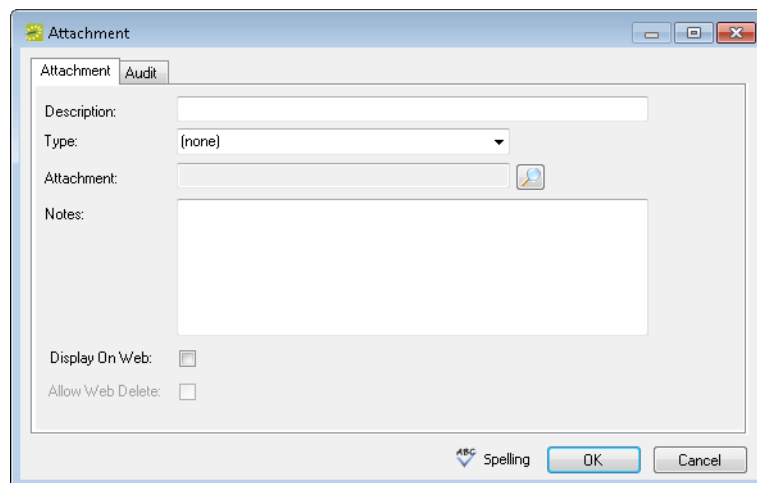 Attachment
Attachment Audit
Description:
Type: (none)
Attachment:
Notes:
Display On Web:
Allow Web Delete:
ABC Spelling OK Cancel